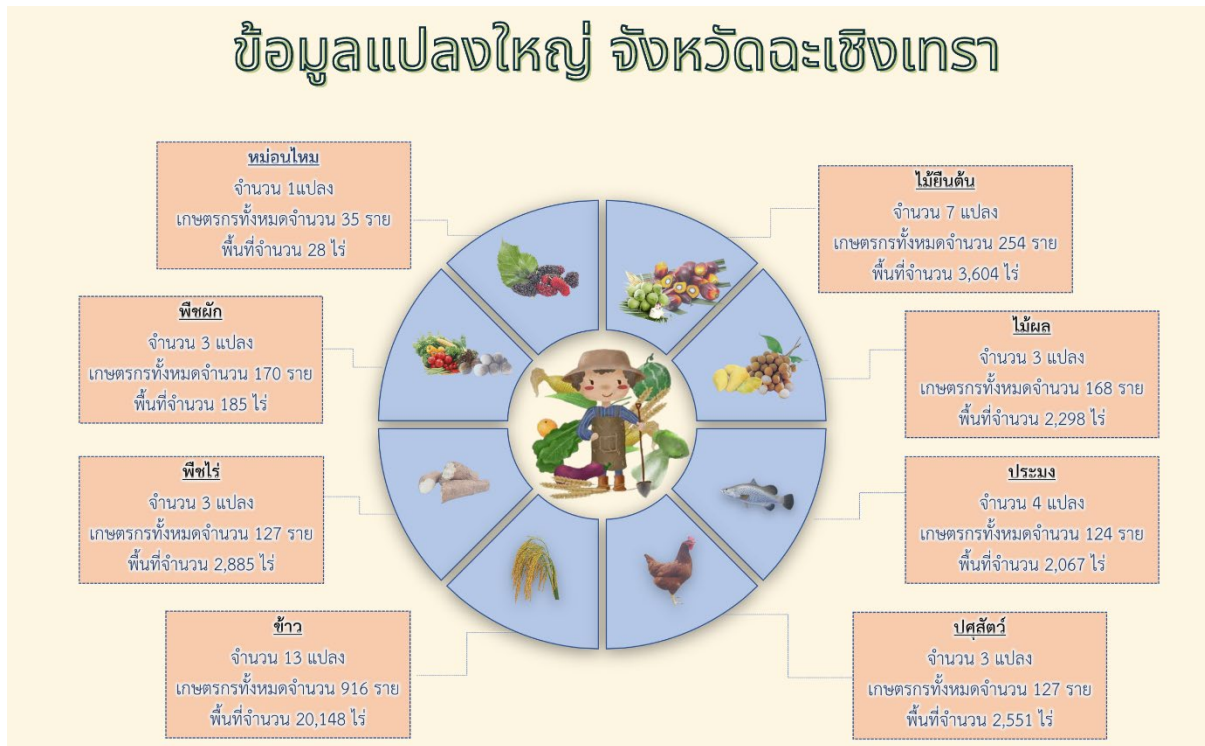 ข้อมูลแปลงใหญ่ จังหวัดฉะเชิงเทรา
หม่อนไหม
จำนวน 1แปลง
เกษตรกรทั้งหมดจำนวน 35 ราย
พื้นที่จำนวน 28 ไร่
พืชผัก
จำนวน 3 แปลง
เกษตรกรทั้งหมดจำนวน 170 ราย
พื้นที่จำนวน 185 ไร่
พืชไร่
จำนวน 3 แปลง
เกษตรกรทั้งหมดจำนวน 127 ราย
พื้นที่จำนวน 2,885 ไร่
ข้าว
จำนวน 13 แปลง
เกษตรกรทั้งหมดจำนวน 916 ราย
พื้นที่จำนวน 20,148 ไร่
ไม้ยืนต้น
จำนวน 7 แปลง
เกษตรกรทั้งหมดจำนวน 254 ราย
พื้นที่จำนวน 3,604 ไร่
ไม้ผล
จำนวน 3 แปลง
เกษตรกรทั้งหมดจำนวน 168 ราย
พื้นที่จำนวน 2,298 ไร่
ประมง
จำนวน 4 แปลง
เกษตรกรทั้งหมดจำนวน 124 ราย
พื้นที่จำนวน 2,067 ไร่
ปศุสัตว์
จำนวน 3 แปลง
เกษตรกรทั้งหมดจำนวน 127 ราย
พื้นที่จำนวน 2,551 ไร่